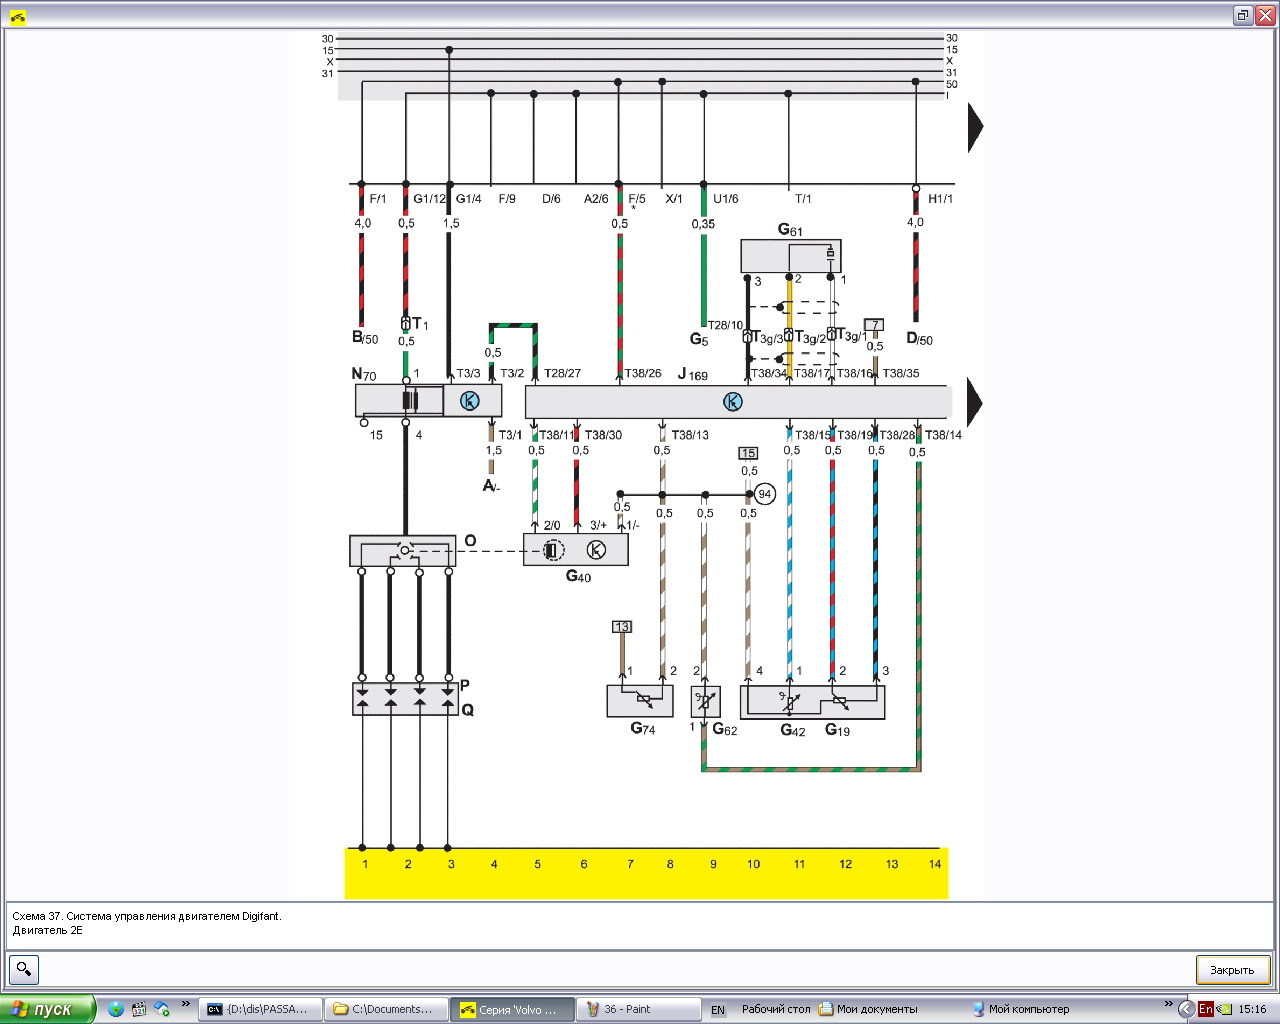 30 30
15 15
X X
31 31
50
I
F/1 G1/12 G1/4 F/9 D/6 A2/6 F/5 X/1 U1/6 T/1 H1/1
*
4,0 0,5 1,5 0,5 0,35 4,0
G61
3 2 1
B/50 T1 T28/10 7 D/50
0,5 G5 T3g/3 T3g/2 T3g/1 0,5
0,5
N70 1 T3/3 T3/2 T28/27 T38/26 J169 T38/34 T38/17 T38/16 T38/35
15 4 T3/1 T38/11 T38/30 T38/13 T38/15 T38/19 T38/28 T38/14
1,5 0,5 0,5 0,5 15 0,5 0,5 0,5 0,5
0,5
A/- 94
0,5 0,5 0,5 0,5
2/0 3/+ 1/-
O
G40
13
1 2 2 4 1 2 3
P
Q
G74 1 G62 G42 G19
1 2 3 4 5 6 7 8 9 10 11 12 13 14
Схема 37. Система управления двигателем Digifant.
Двигатель 2E
Закрыть
пуск {D:\dis\PASSA... C:\Documents... Серия 'Volvo ... 36 - Paint EN Рабочий стол Мои документы Мой компьютер En 15:16